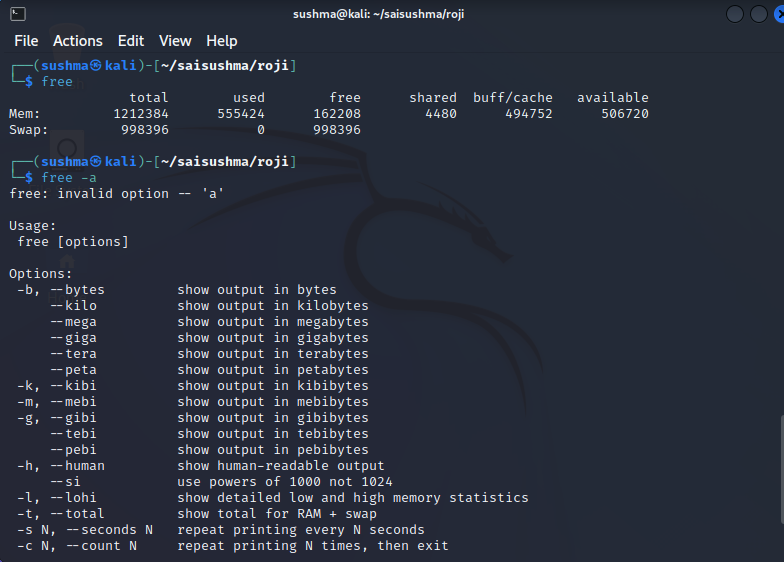 sushma@kali: ~/saisushma/roji
File Actions Edit View Help
┌──(sushma㉿kali)-[~/saisushma/roji]
└─$ free
               total        used        free      shared  buff/cache   available
Mem:         1212384      555424      162208        4480      494752      506720
Swap:         998396           0      998396
┌──(sushma㉿kali)-[~/saisushma/roji]
└─$ free -a
free: invalid option -- 'a'
Usage:
 free [options]
Options:
 -b, --bytes         show output in bytes
     --kilo          show output in kilobytes
     --mega          show output in megabytes
     --giga          show output in gigabytes
     --tera          show output in terabytes
     --peta          show output in petabytes
 -k, --kibi          show output in kibibytes
 -m, --mebi          show output in mebibytes
 -g, --gibi          show output in gibibytes
     --tebi          show output in tebibytes
     --pebi          show output in pebibytes
 -h, --human         show human-readable output
     --si            use powers of 1000 not 1024
 -l, --lohi          show detailed low and high memory statistics
 -t, --total         show total for RAM + swap
 -s N, --seconds N   repeat printing every N seconds
 -c N, --count N     repeat printing N times, then exit